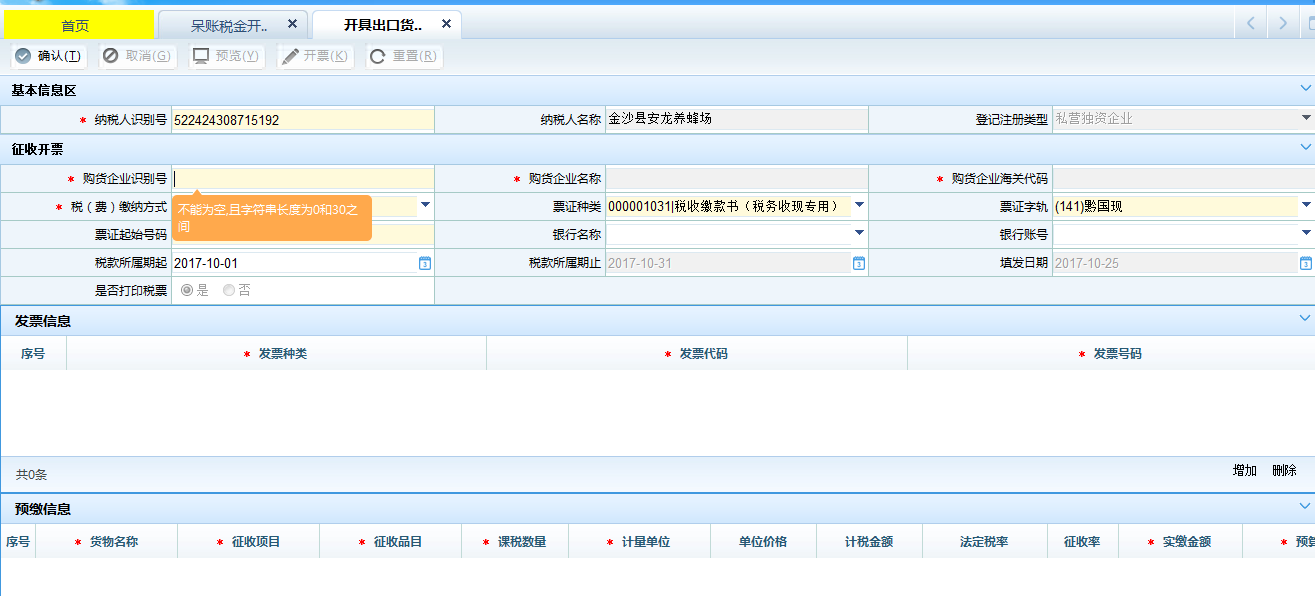 首页 呆账税金开.. 开具出口货..
确认(T) 取消(G) 预览(Y) 开票(K) 重置(R)
基本信息区
* 纳税人识别号 522424308715192 纳税人名称 金沙县安龙养蜂场 登记注册类型 私营独资企业
征收开票
* 购货企业识别号 * 购货企业名称 * 购货企业海关代码
* 税（费）缴纳方式 票证种类 000001031|税收缴款书（税务收现专用） 票证字轨 (141)黔国现
不能为空,且字符串长度为0和30之
间
票证起始号码 银行名称 银行账号
税款所属期起 2017-10-01 税款所属期止 2017-10-31 填发日期 2017-10-25
是否打印税票 是 否
发票信息
序号 * 发票种类 * 发票代码 * 发票号码
共0条 增加 删除
预缴信息
序号 * 货物名称 * 征收项目 * 征收品目 * 课税数量 * 计量单位 单位价格 计税金额 法定税率 征收率 * 实缴金额 * 预